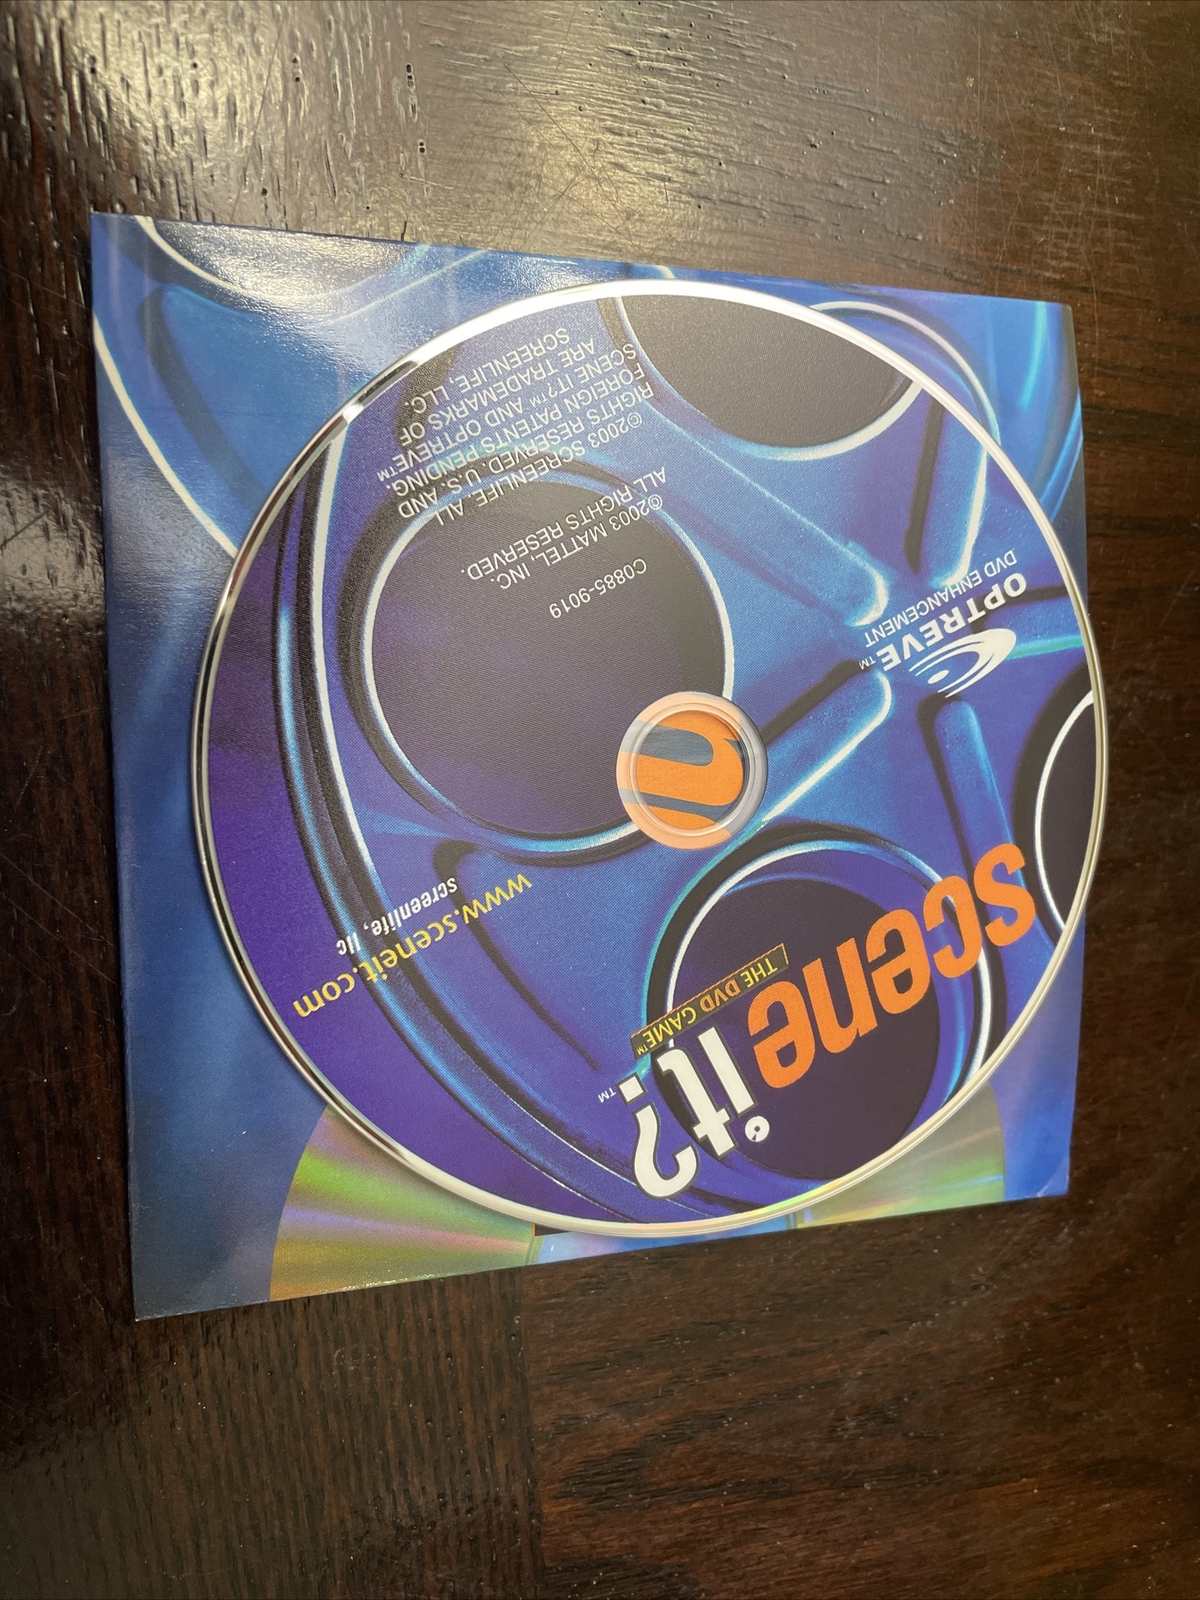 scene it?™
THE DVD GAME™
OPTREVE™
DVD ENHANCEMENT
www.sceneit.com
screenlife, llc
C0885-9019
©2003 MATTEL, INC.
ALL RIGHTS RESERVED.
©2003 SCREENLIFE. ALL
RIGHTS RESERVED. U.S. AND
FOREIGN PATENTS PENDING.
SCENE IT?™ AND OPTREVE™
ARE TRADEMARKS OF
SCREENLIFE, LLC.